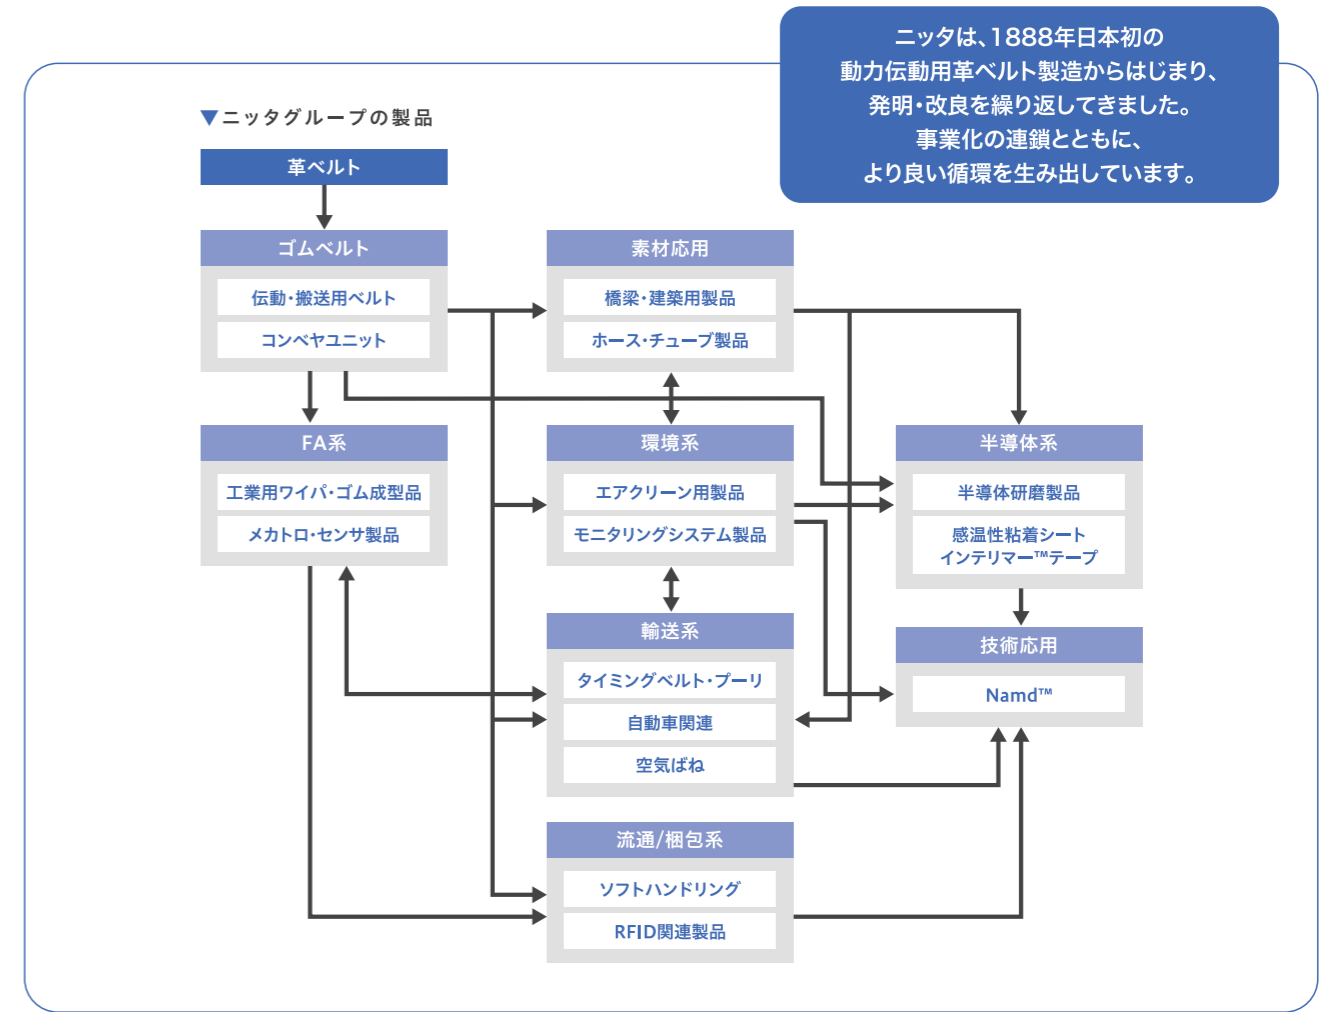 ニッタは、1888年日本初の
動力伝動用革ベルト製造からはじまり、
発明・改良を繰り返してきました。
事業化の連鎖とともに、
より良い循環を生み出しています。
▼ニッタグループの製品
革ベルト
ゴムベルト
伝動・搬送用ベルト
コンベヤユニット
素材応用
橋梁・建築用製品
ホース・チューブ製品
FA系
工業用ワイパ・ゴム成型品
メカトロ・センサ製品
環境系
エアクリーン用製品
モニタリングシステム製品
半導体系
半導体研磨製品
感温性粘着シート
インテリマー™テープ
輸送系
タイミングベルト・プーリ
自動車関連
空気ばね
技術応用
Namd™
流通/梱包系
ソフトハンドリング
RFID関連製品